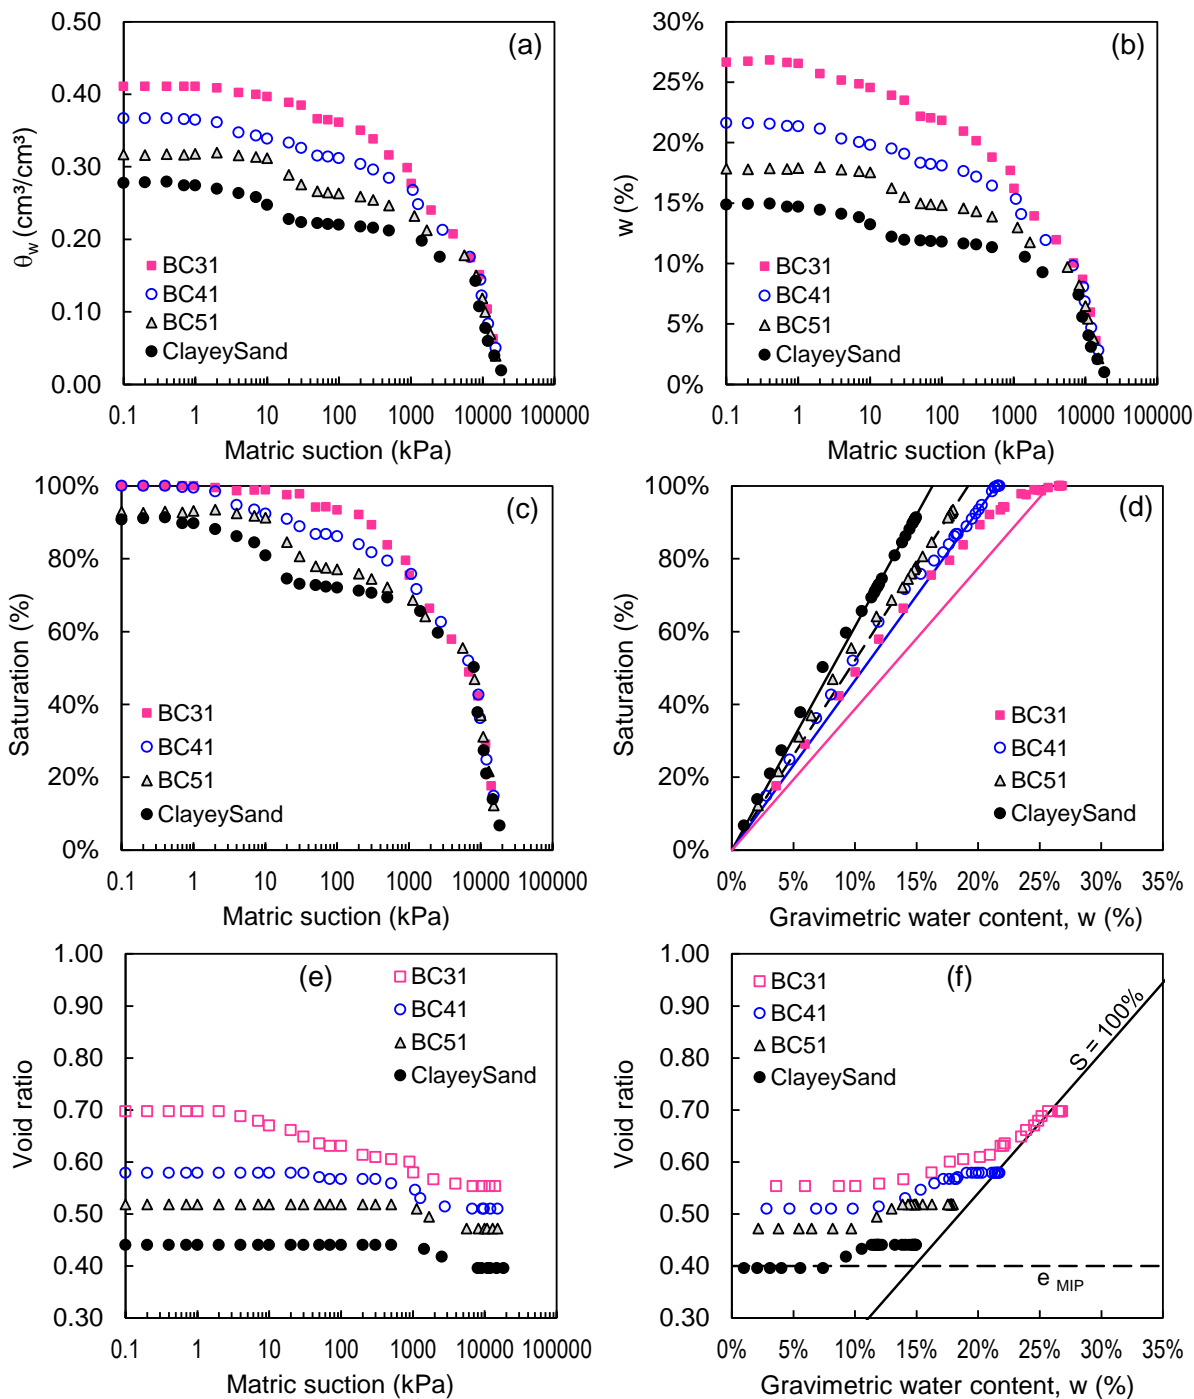 0.50
0.40
0.30
0.20
0.10
0.00
θw (cm³/cm³)
(a)
BC31
BC41
BC51
ClayeySand
0.1 1 10 100 1000 10000 100000
Matric suction (kPa)
30%
25%
20%
15%
10%
5%
0%
w (%)
(b)
BC31
BC41
BC51
ClayeySand
0.1 1 10 100 1000 10000 100000
Matric suction (kPa)
100%
80%
60%
40%
20%
0%
Saturation (%)
(c)
BC31
BC41
BC51
ClayeySand
0.1 1 10 100 1000 10000 100000
Matric suction (kPa)
100%
80%
60%
40%
20%
0%
Saturation (%)
(d)
BC31
BC41
BC51
ClayeySand
0% 5% 10% 15% 20% 25% 30% 35%
Gravimetric water content, w (%)
1.00
0.90
0.80
0.70
0.60
0.50
0.40
0.30
Void ratio
(e)
BC31
BC41
BC51
ClayeySand
0.1 1 10 100 1000 10000 100000
Matric suction (kPa)
1.00
0.90
0.80
0.70
0.60
0.50
0.40
0.30
Void ratio
(f)
BC31
BC41
BC51
ClayeySand
S = 100%
e MIP
0% 5% 10% 15% 20% 25% 30% 35%
Gravimetric water content, w (%)